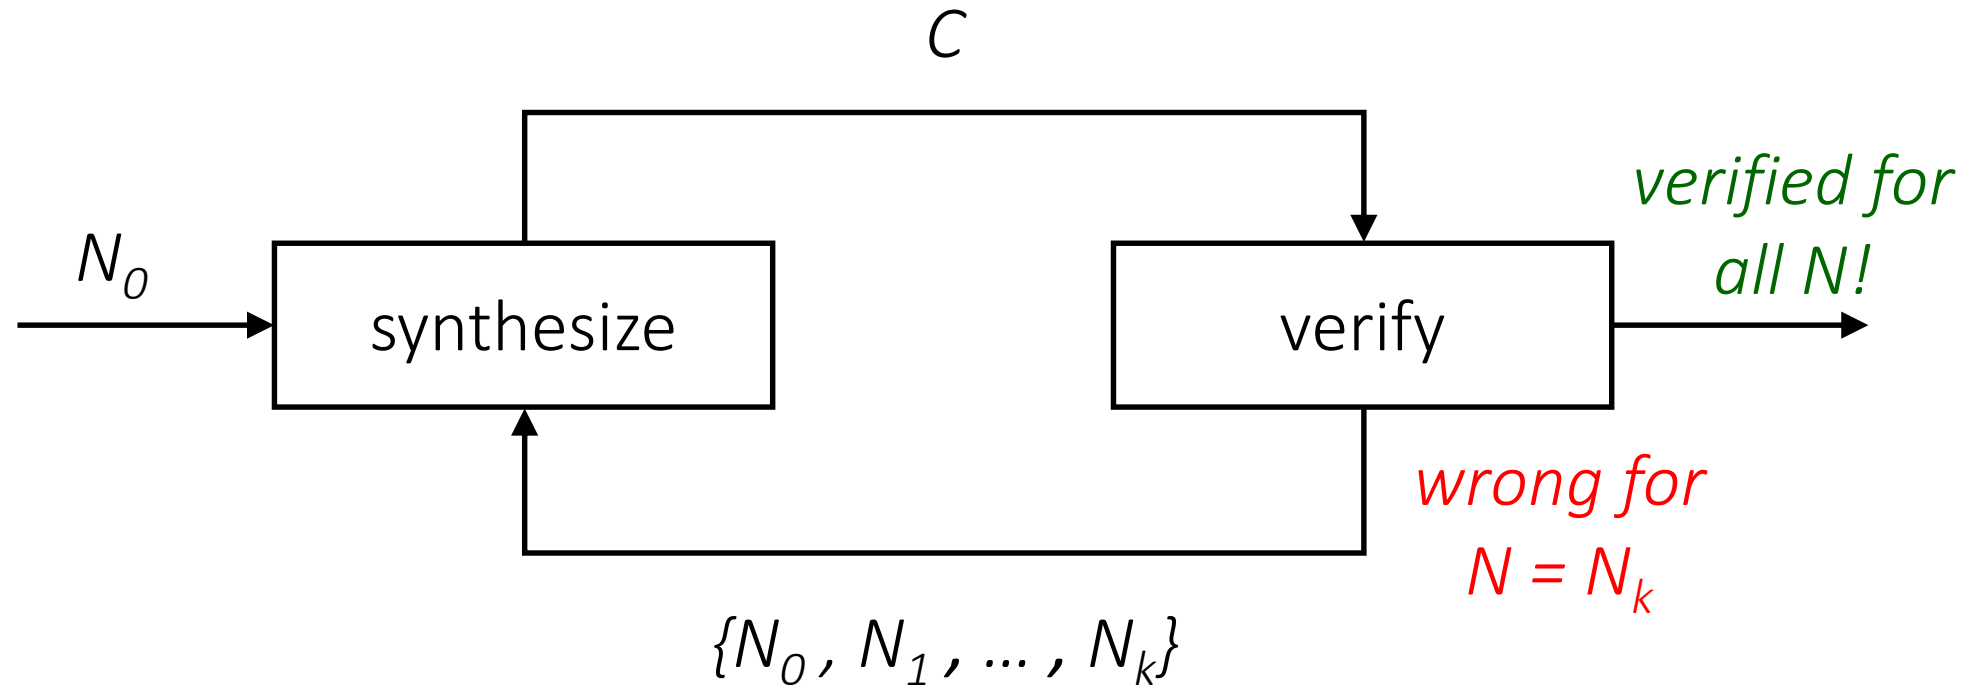 C
verified for
all N!
N₀
synthesize
verify
wrong for
N = Nₖ
{N₀ , N₁ , ... , Nₖ}